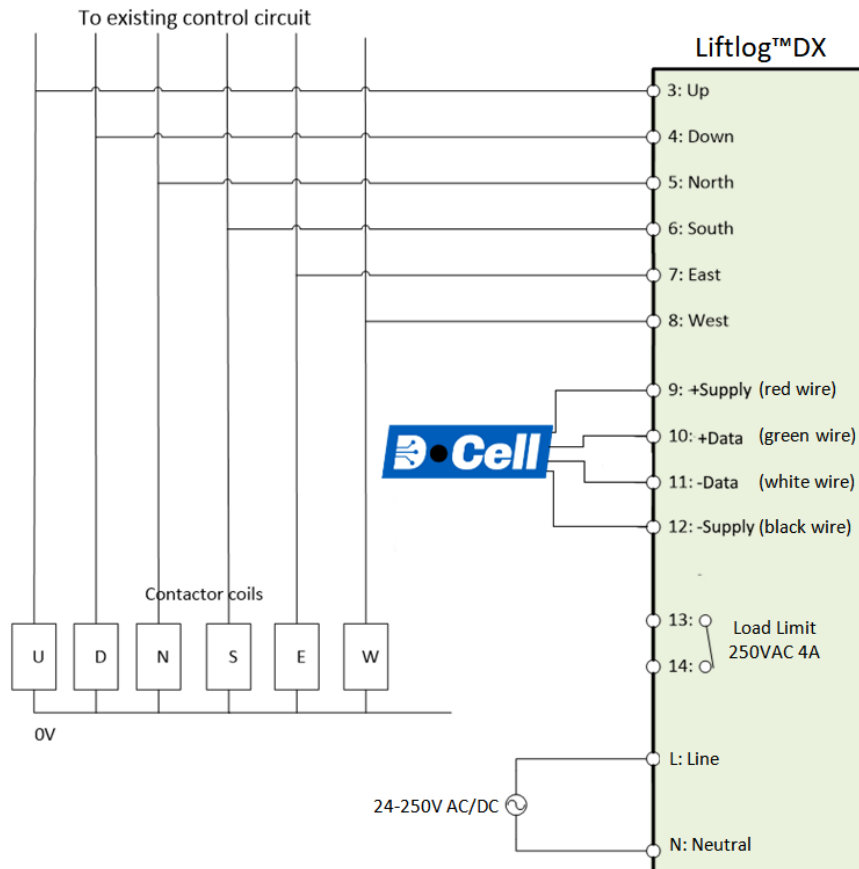 To existing control circuit
Liftlog™DX
3: Up
4: Down
5: North
6: South
7: East
8: West
9: +Supply (red wire)
10: +Data (green wire)
D•Cell
11: -Data (white wire)
12: -Supply (black wire)
Contactor coils
13:
Load Limit
250VAC 4A
U D N S E W
14:
0V
L: Line
24-250V AC/DC
N: Neutral